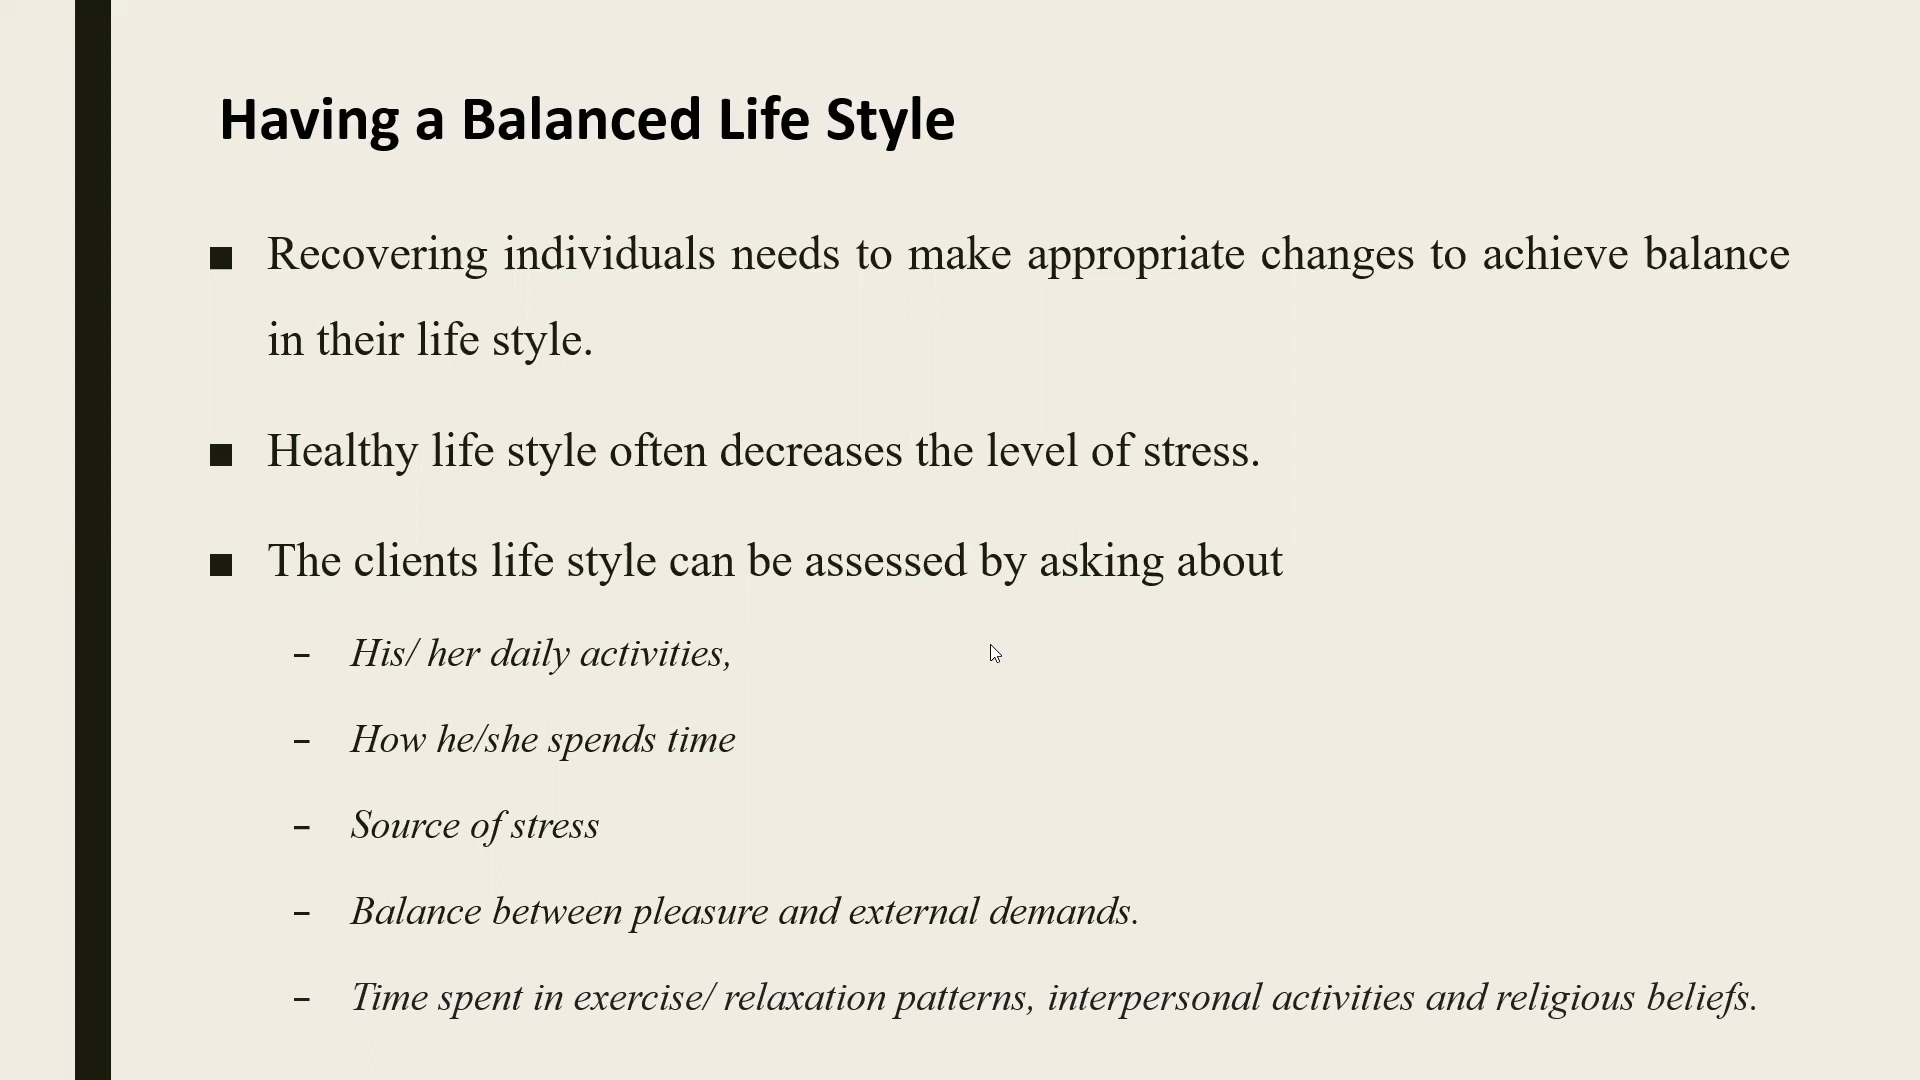 Having a Balanced Life Style
■ Recovering individuals needs to make appropriate changes to achieve balance
in their life style.
■ Healthy life style often decreases the level of stress.
■ The clients life style can be assessed by asking about
– His/ her daily activities,
– How he/she spends time
– Source of stress
– Balance between pleasure and external demands.
– Time spent in exercise/ relaxation patterns, interpersonal activities and religious beliefs.